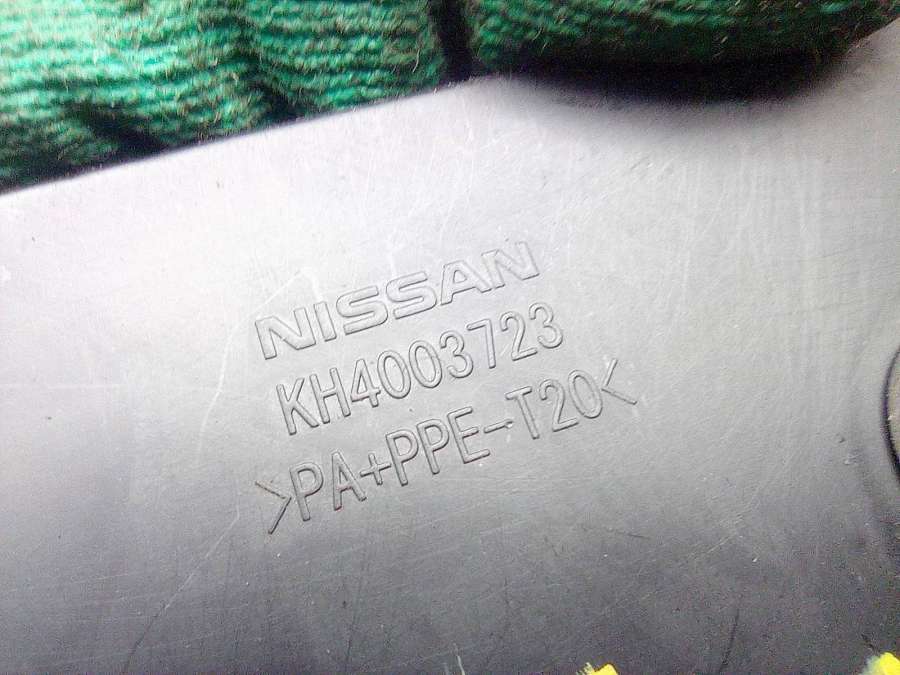 NISSAN
KH4003723
>PA+PPE-T20<